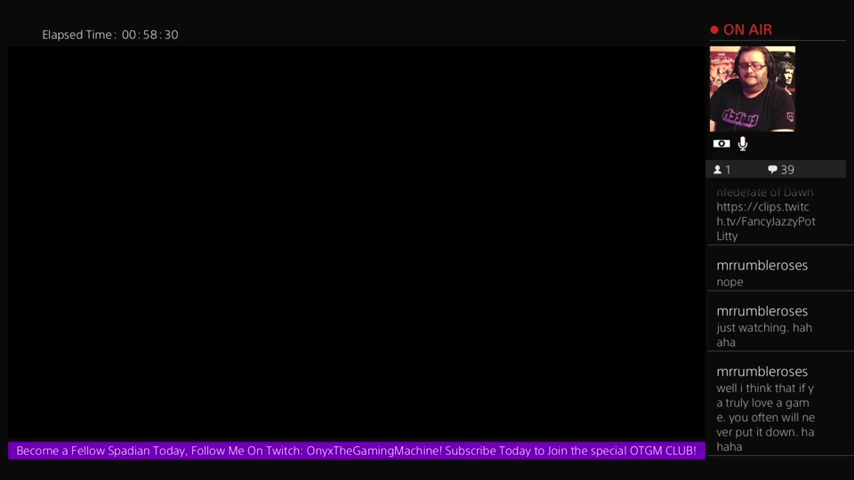 Elapsed Time: 00:58:30
ON AIR
1
39
nfederate of Dawn
https://clips.twitc
h.tv/FancyJazzyPot
Litty
mrrumbleroses
nope
mrrumbleroses
just watching. hah
aha
mrrumbleroses
well i think that if y
a truly love a gam
e. you often will ne
ver put it down. ha
haha
Become a Fellow Spadian Today, Follow Me On Twitch: OnyxTheGamingMachine! Subscribe Today to Join the special OTGM CLUB!